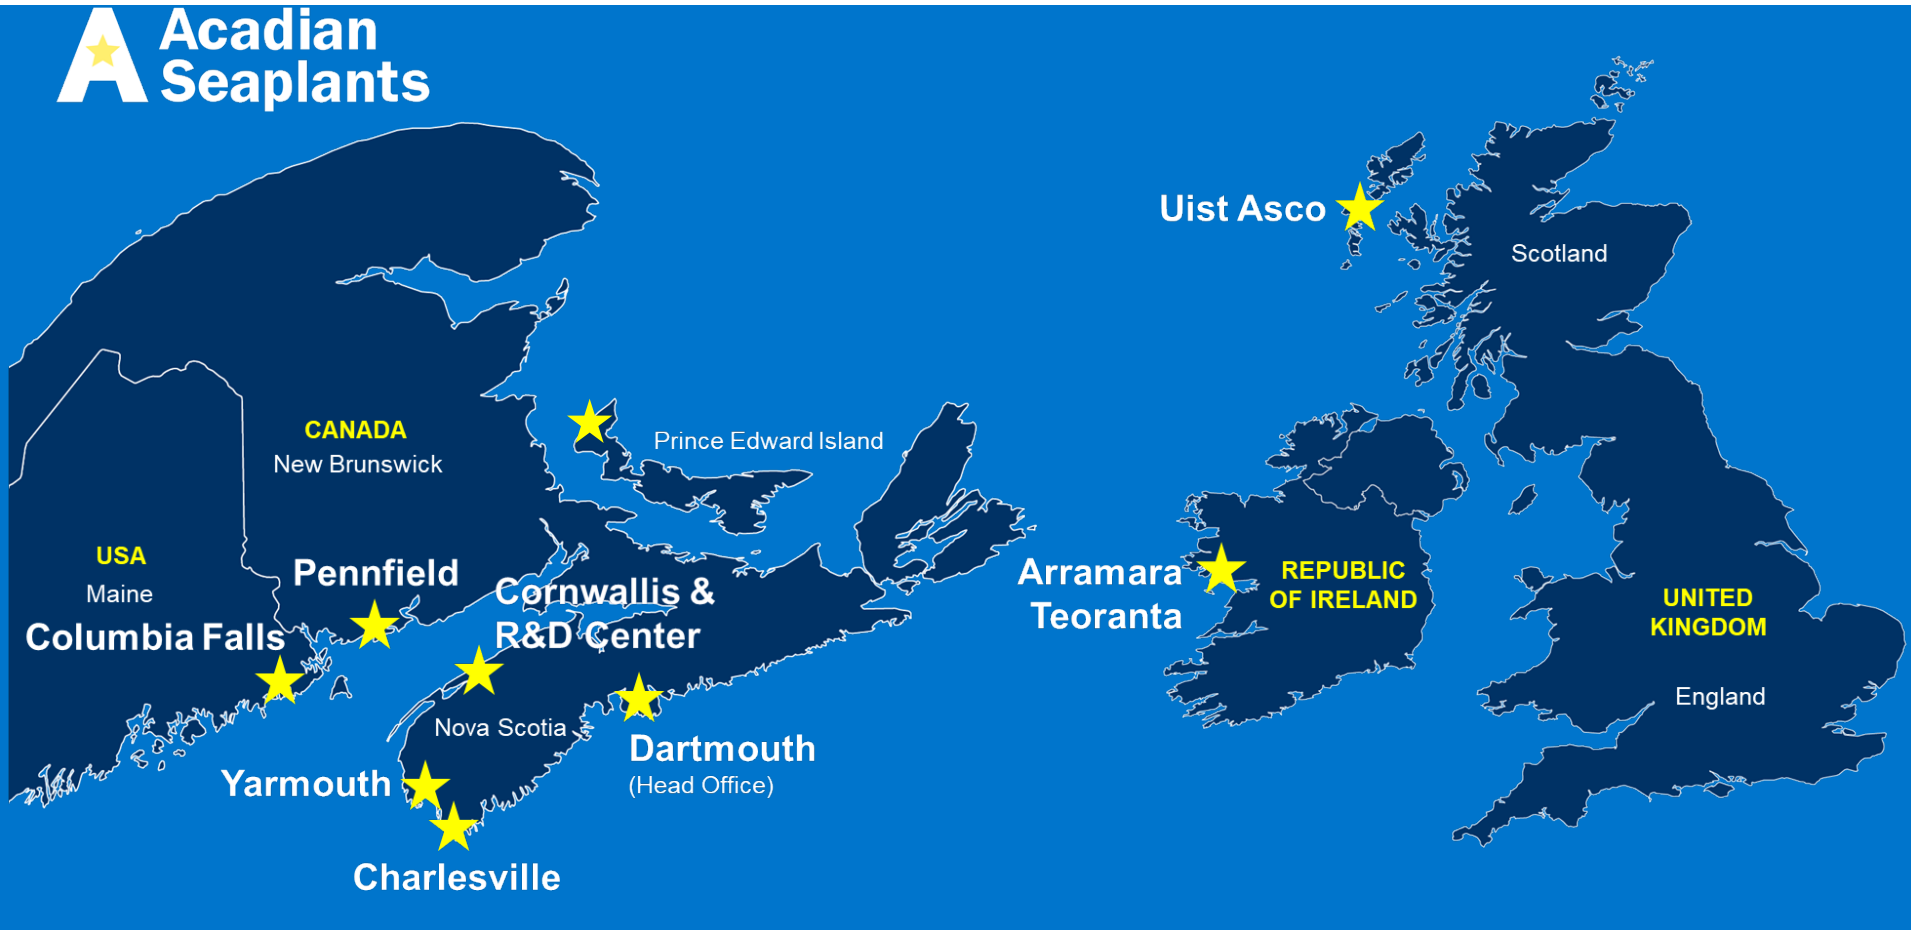 Acadian
Seaplants
Uist Asco
Scotland
CANADA
New Brunswick
Prince Edward Island
USA
Maine
Columbia Falls
Pennfield
Cornwallis &
R&D Center
Nova Scotia
Dartmouth
(Head Office)
Yarmouth
Charlesville
Arramara
Teoranta
REPUBLIC
OF IRELAND
UNITED
KINGDOM
England